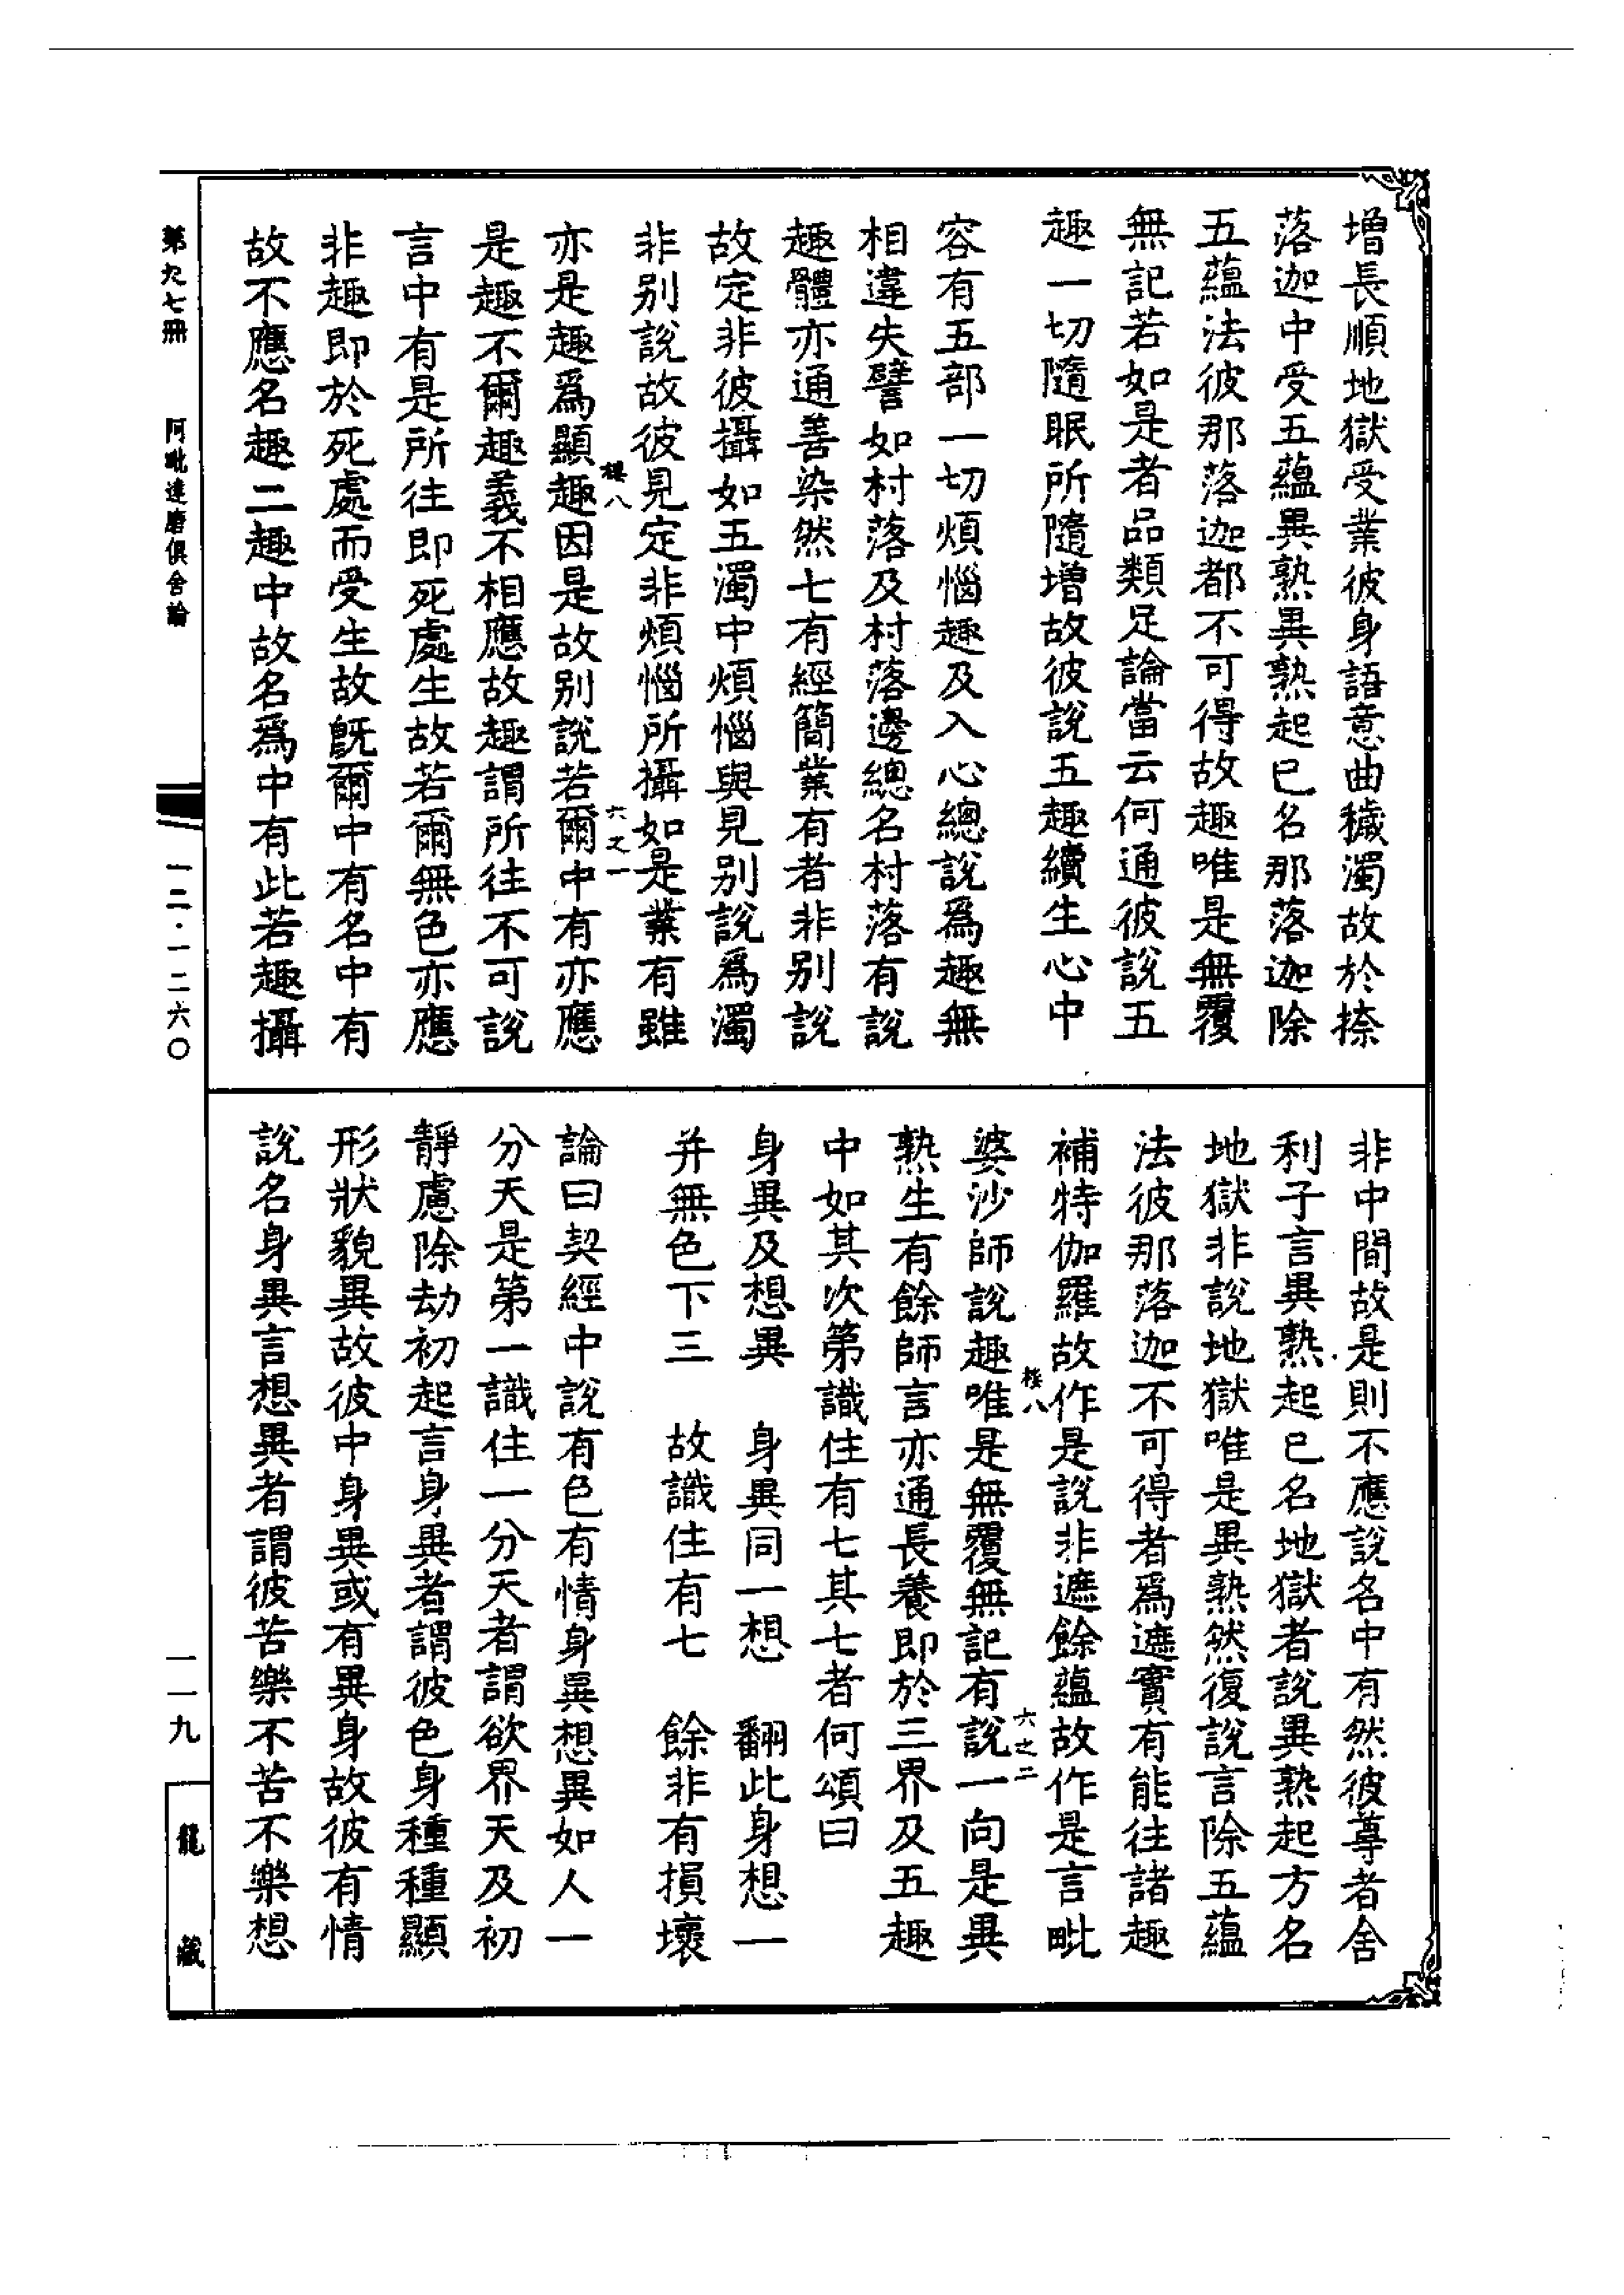 增長順地獄受業彼身語意曲穢濁故於捺
落迦中受五蘊異熟異熟起已名那落迦除
五蘊法彼那落迦都不可得故趣唯是無覆
無記若如是者品類足論當云何通彼說五
趣一切隨眠所隨增故彼說五趣續生心中
容有五部一切煩惱趣及入心總說爲趣無
相違失譬如村落及村落邊總名村落有說
趣體亦通善染然七有經簡業有者非別說
故定非彼攝如五濁中煩惱與見別說爲濁
非别說故彼見定非煩惱所攝如是業有雖
亦是趣爲顯趣因是故别說若爾中有亦應
是趣不爾趣義不相應故趣謂所往不可說
言中有是所往即死處生故若爾無色亦應
非趣即於死處而受生故旣爾中有名中有
故不應名趣二趣中故名爲中有此若趣攝
非中間故是則不應說名中有然彼尊者舍
利子言異熟起已名地獄者說異熟起方名
地獄非說地獄唯是異熟然復說言除五蘊
法彼那落迦不可得者爲遮實有能往諸趣
補特伽羅故作是說非遮餘蘊故作是言毗
婆沙師說趣唯是無覆無記有說一向是異
熟生有餘師言亦通長養即於三界及五趣
中如其次第識住有七其七者何頌曰
身異及想異　身異同一想　翻此身想一
并無色下三　故識住有七　餘非有損壞
論曰契經中說有色有情身異想異如人一
分天是第一識住一分天者謂欲界天及初
靜慮除劫初起言身異者謂彼色身種種顯
形狀貌異故彼中身異或有異身故彼有情
說名身異言想異者謂彼苦樂不苦不樂想
六之一
六之二
第九七冊　阿毗達磨俱舍論
一二·一二六〇
一一九
龍藏